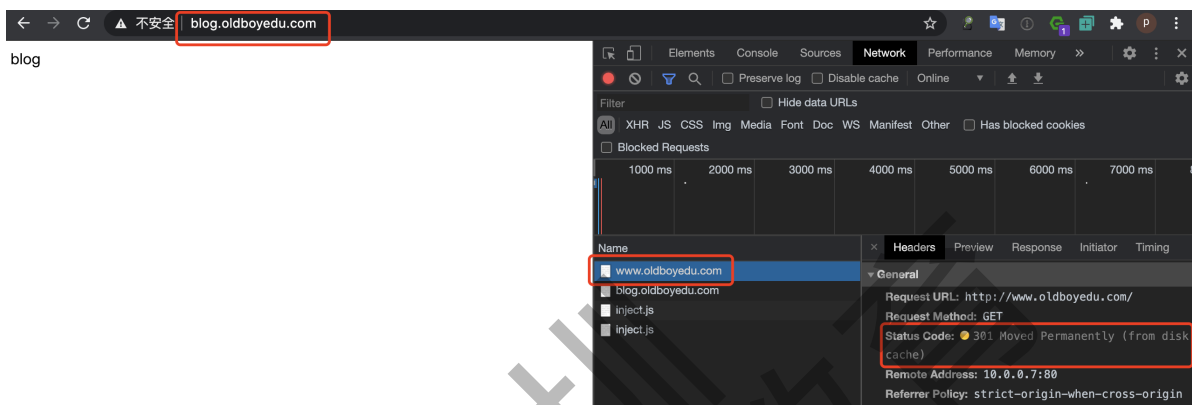 不安全 blog.oldboyedu.com
blog
Elements Console Sources Network Performance Memory »
Preserve log Disable cache Online
Filter Hide data URLs
All XHR JS CSS Img Media Font Doc WS Manifest Other Has blocked cookies
Blocked Requests
1000 ms 2000 ms 3000 ms 4000 ms 5000 ms 6000 ms 7000 ms
Name
× Headers Preview Response Initiator Timing
www.oldboyedu.com
blog.oldboyedu.com
inject.js
inject.js
General
Request URL: http://www.oldboyedu.com/
Request Method: GET
Status Code: 301 Moved Permanently (from disk
cache)
Remote Address: 10.0.0.7:80
Referrer Policy: strict-origin-when-cross-origin